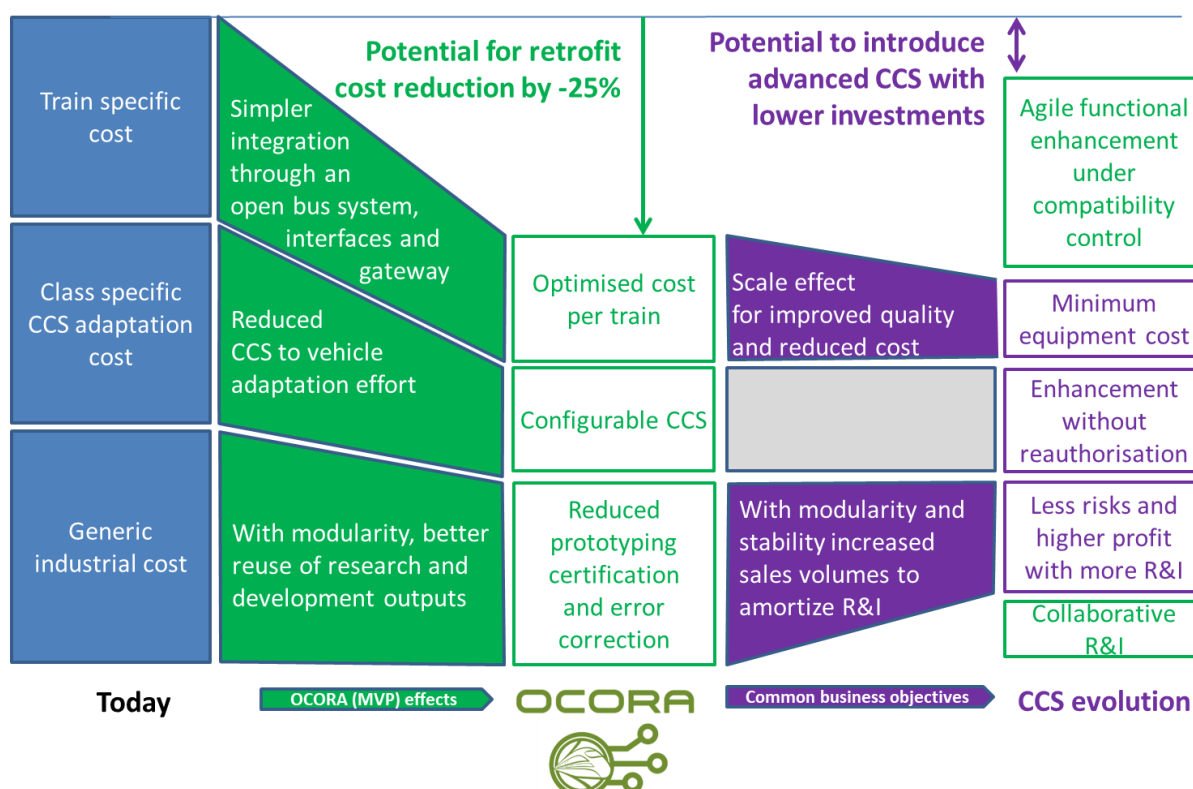 Train specific
cost
Class specific
CCS adaptation
cost
Generic
industrial cost
Today
Simpler
integration
through an
open bus system,
interfaces and
gateway
Reduced
CCS to vehicle
adaptation effort
With modularity, better
reuse of research and
development outputs
OCORA (MVP) effects
Potential for retrofit
cost reduction by -25%
Optimised cost
per train
Configurable CCS
Reduced
prototyping
certification
and error
correction
OCORA
Potential to introduce
advanced CCS with
lower investments
Scale effect
for improved quality
and reduced cost
With modularity and
stability increased
sales volumes to
amortize R&I
Common business objectives
Agile functional
enhancement
under
compatibility
control
Minimum
equipment cost
Enhancement
without
reauthorisation
Less risks and
higher profit
with more R&I
Collaborative
R&I
CCS evolution